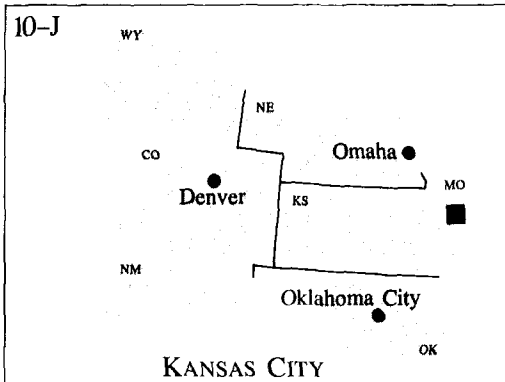 10–J
WY
NE
Omaha
CO
MO
Denver
KS
NM
Oklahoma City
OK
KANSAS CITY